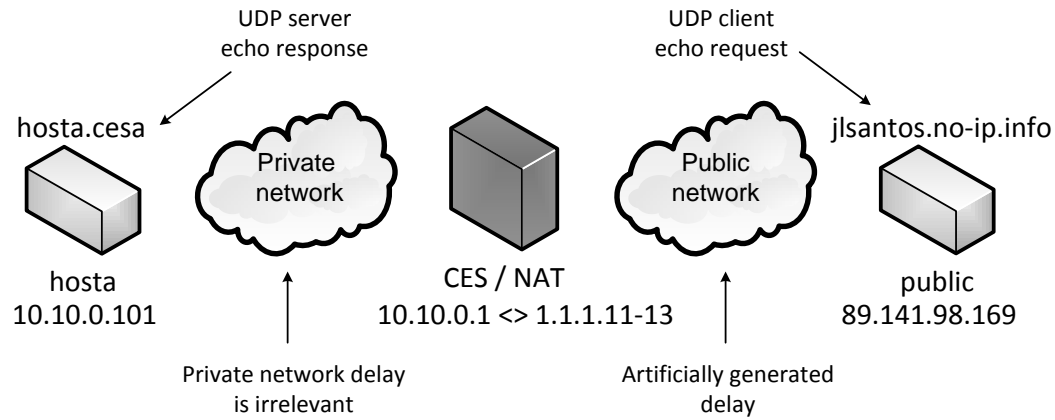 UDP server
echo response
UDP client
echo request
hosta.cesa
jlsantos.no-ip.info
Private
network
Public
network
hosta
10.10.0.101
CES / NAT
10.10.0.1 <> 1.1.1.11-13
public
89.141.98.169
Private network delay
is irrelevant
Artificially generated
delay